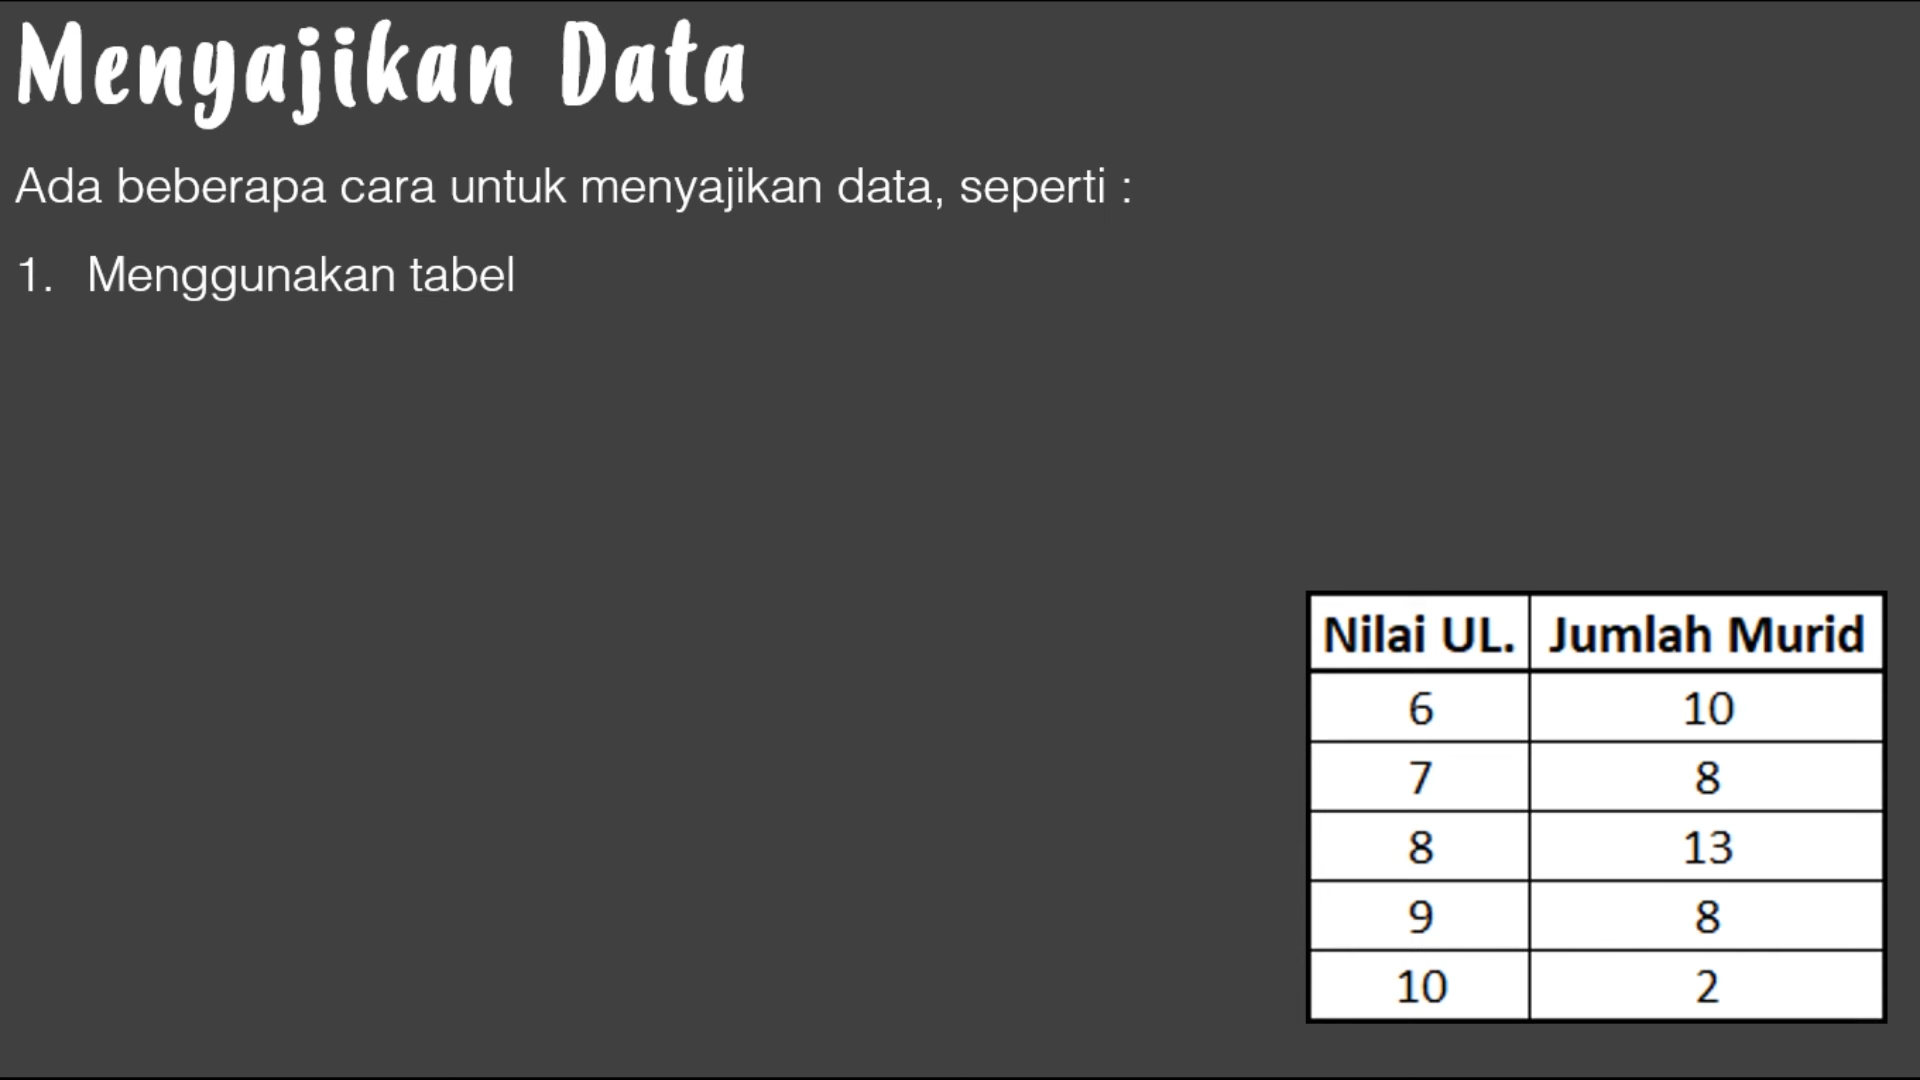 Menyajikan Data
Ada beberapa cara untuk menyajikan data, seperti :
1. Menggunakan tabel
Nilai UL. Jumlah Murid
6 10
7 8
8 13
9 8
10 2